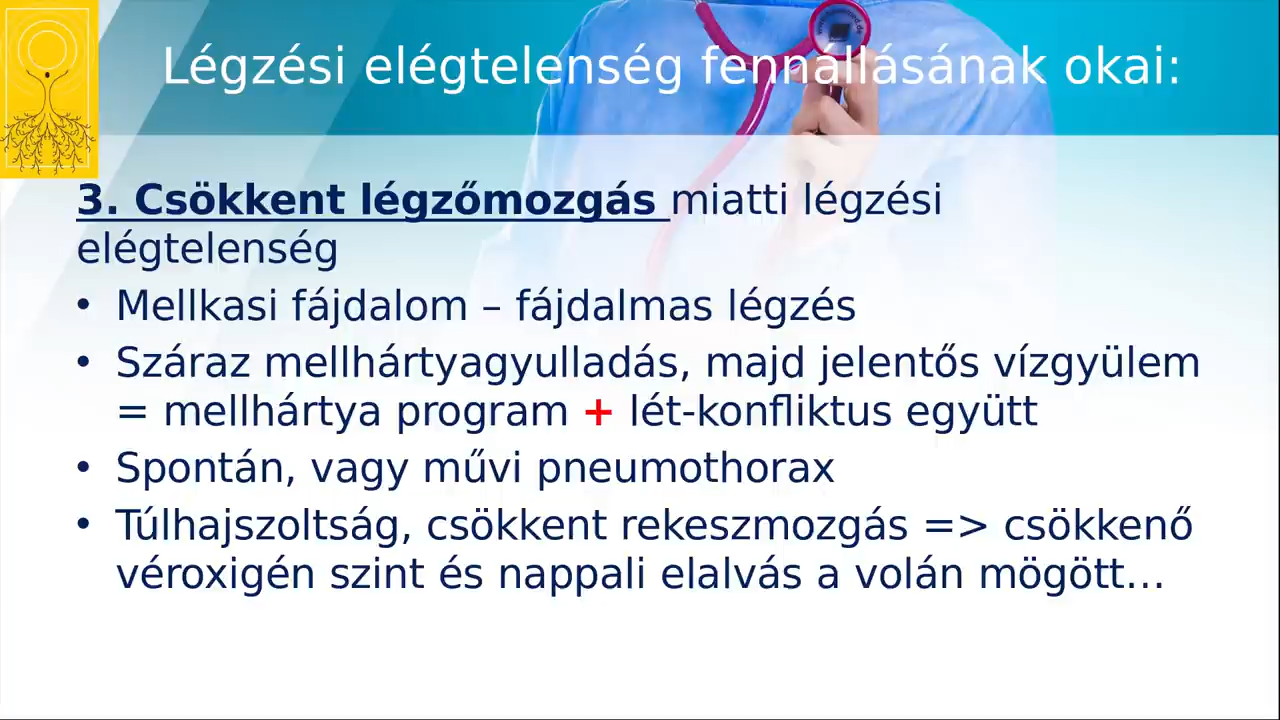 Légzési elégtelenség fennállásának okai:
3. Csökkent légzőmozgás miatti légzési
elégtelenség
• Mellkasi fájdalom – fájdalmas légzés
• Száraz mellhártyagyulladás, majd jelentős vízgyülem
= mellhártya program + lét-konfliktus együtt
• Spontán, vagy művi pneumothorax
• Túlhajszoltság, csökkent rekeszmozgás => csökkenő
véroxigén szint és nappali elalvás a volán mögött...